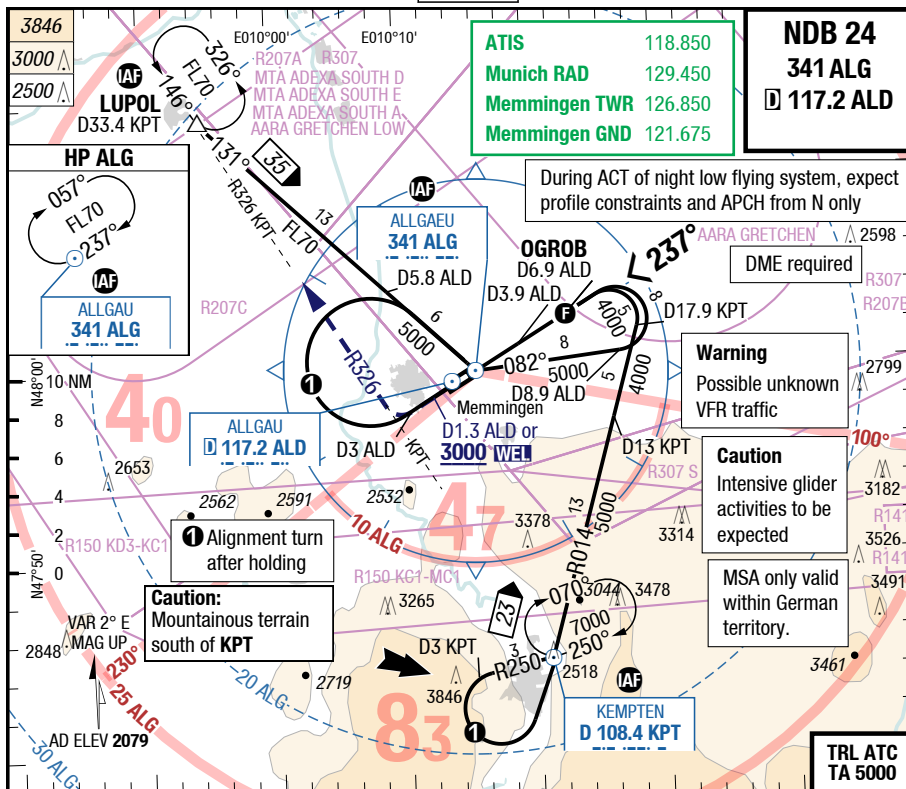 3846
3000
2500
E010°00'
E010°10'
ATIS 118.850
Munich RAD 129.450
Memmingen TWR 126.850
Memmingen GND 121.675
NDB 24
341 ALG
D 117.2 ALD
R207A R307
MTA ADEXA SOUTH D
MTA ADEXA SOUTH E
MTA ADEXA SOUTH A
AARA GRETCHEN LOW
326°
FL70
146°
IAF
LUPOL
D33.4 KPT
131°
35
R326 KPT
13
FL70
HP ALG
057°
FL70
237°
IAF
ALLGAU
341 ALG
During ACT of night low flying system, expect
profile constraints and APCH from N only
IAF
ALLGAEU
341 ALG
OGROB
D6.9 ALD
D3.9 ALD
F
237°
AARA GRETCHEN
2598
DME required
R307
R207E
D5.8 ALD
6
5000
R207C
5
4000
8
D17.9 KPT
8
082°
5000
D8.9 ALD
5
4000
R326
KPT
1
N48°00'
10 NM
8
6
4
2
0
N47°50'
40
Memmingen
D1.3 ALD or
3000 WEL
ALLGAU
D 117.2 ALD
D3 ALD
Warning
Possible unknown
VFR traffic
2799
100°
D13 KPT
R307 S
Caution
Intensive glider
activities to be
expected
3182
R141
3526
R141
3491
2653
2562
2591
2532
47
10 ALG
3378
13
5000
R014
3314
R150 KD3-KC1
1 Alignment turn
after holding
R150 KC1-MC1
3265
23
070°
3044
3478
7000
250°
MSA only valid
within German
territory.
3461
Caution:
Mountainous terrain
south of KPT
VAR 2° E
MAG UP
2848
230°
25 ALG
AD ELEV 2079
20 ALG
30 ALG
2719
D3 KPT
3
R250
2518
3846
83
1
IAF
KEMPTEN
D 108.4 KPT
TRL ATC
TA 5000